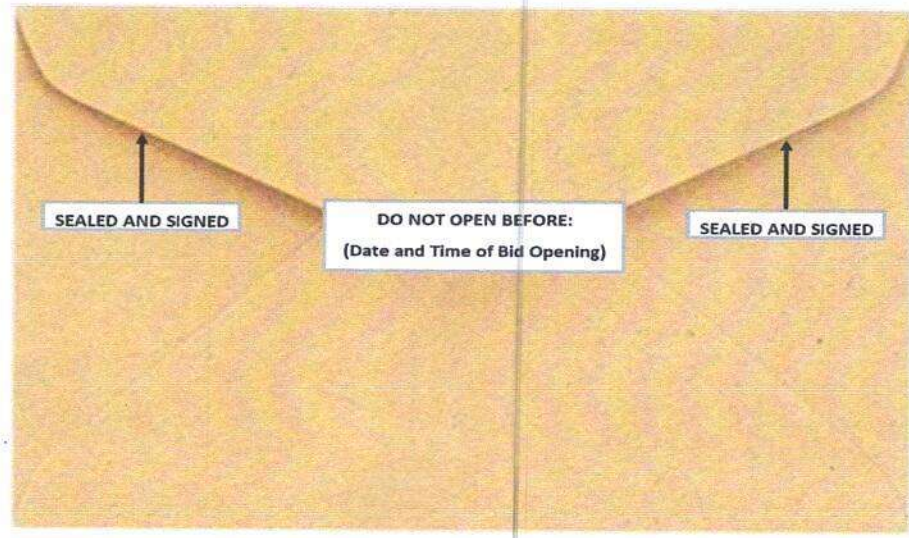 SEALED AND SIGNED
DO NOT OPEN BEFORE:
(Date and Time of Bid Opening)
SEALED AND SIGNED